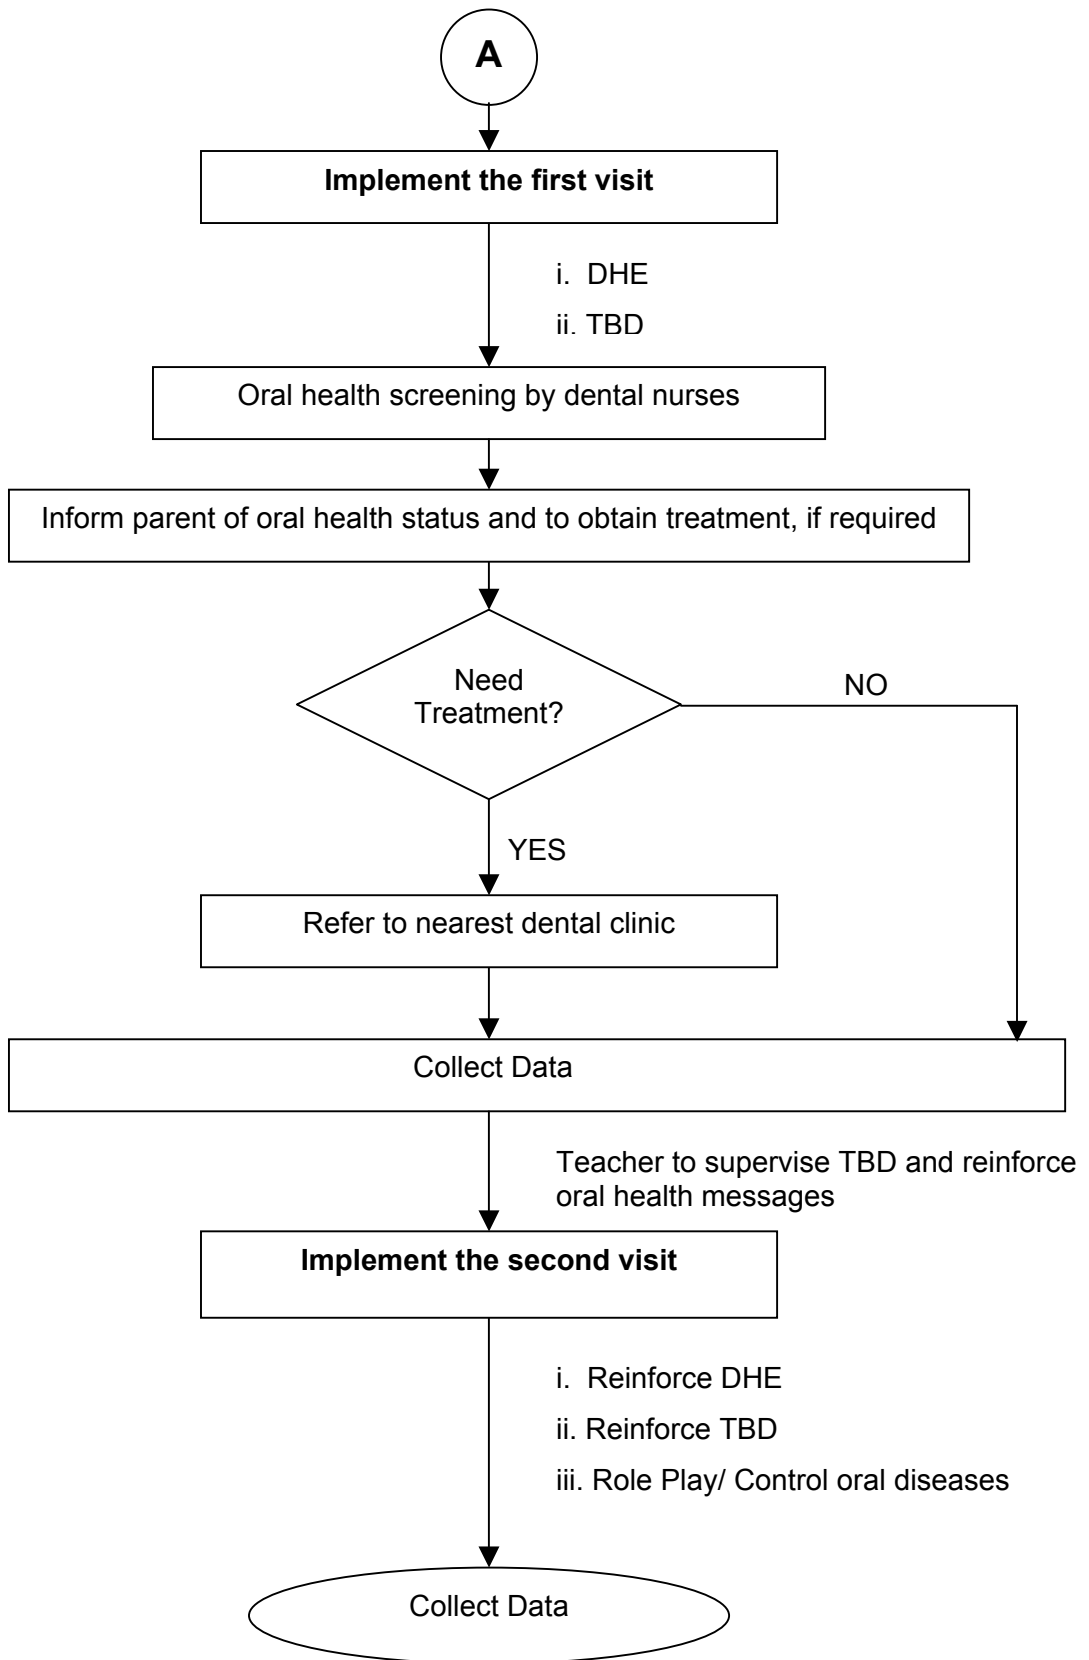 A
Implement the first visit
i. DHE
ii. TBD
Oral health screening by dental nurses
Inform parent of oral health status and to obtain treatment, if required
Need
Treatment?
NO
YES
Refer to nearest dental clinic
Collect Data
Teacher to supervise TBD and reinforce
oral health messages
Implement the second visit
i. Reinforce DHE
ii. Reinforce TBD
iii. Role Play/ Control oral diseases
Collect Data